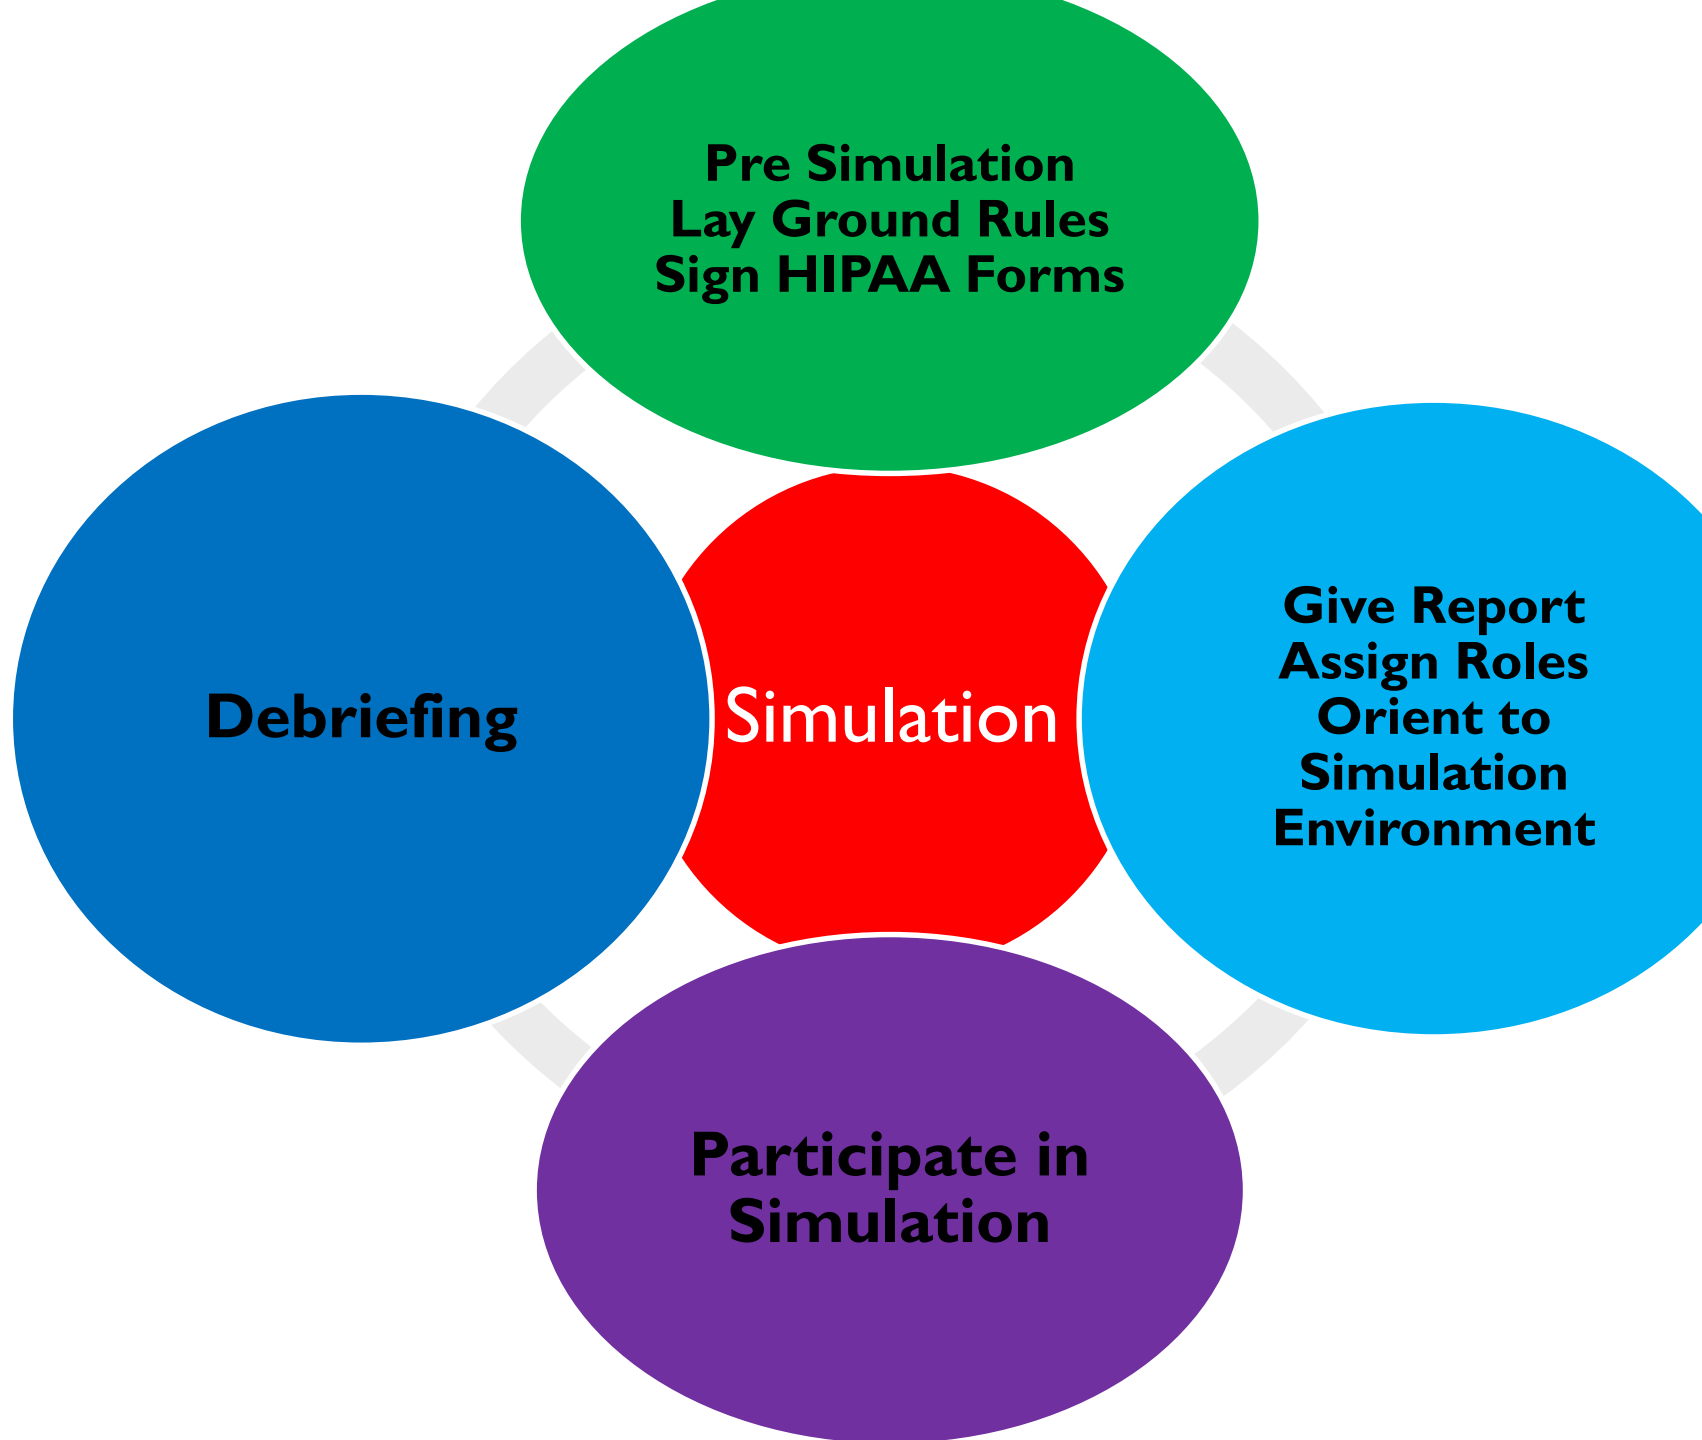 Pre Simulation
Lay Ground Rules
Sign HIPAA Forms
Debriefing
Simulation
Give Report
Assign Roles
Orient to
Simulation
Environment
Participate in
Simulation